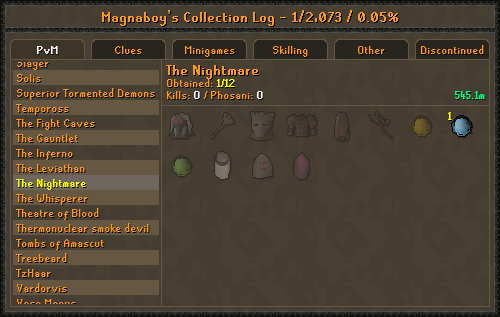 Magnaboy's Collection Log - 1/2,073 / 0.05%
PvM
Clues
Minigames
Skilling
Other
Discontinued
Slayer
Solis
Superior Tormented Demons
Tempoross
The Fight Caves
The Gauntlet
The Inferno
The Leviathan
The Nightmare
The Whisperer
Theatre of Blood
Thermonuclear smoke devil
Tombs of Amascut
Treebeard
TzHaar
Vardorvis
The Nightmare
Obtained: 1/12
Kills: 0 / Phosani: 0
545.1m
1